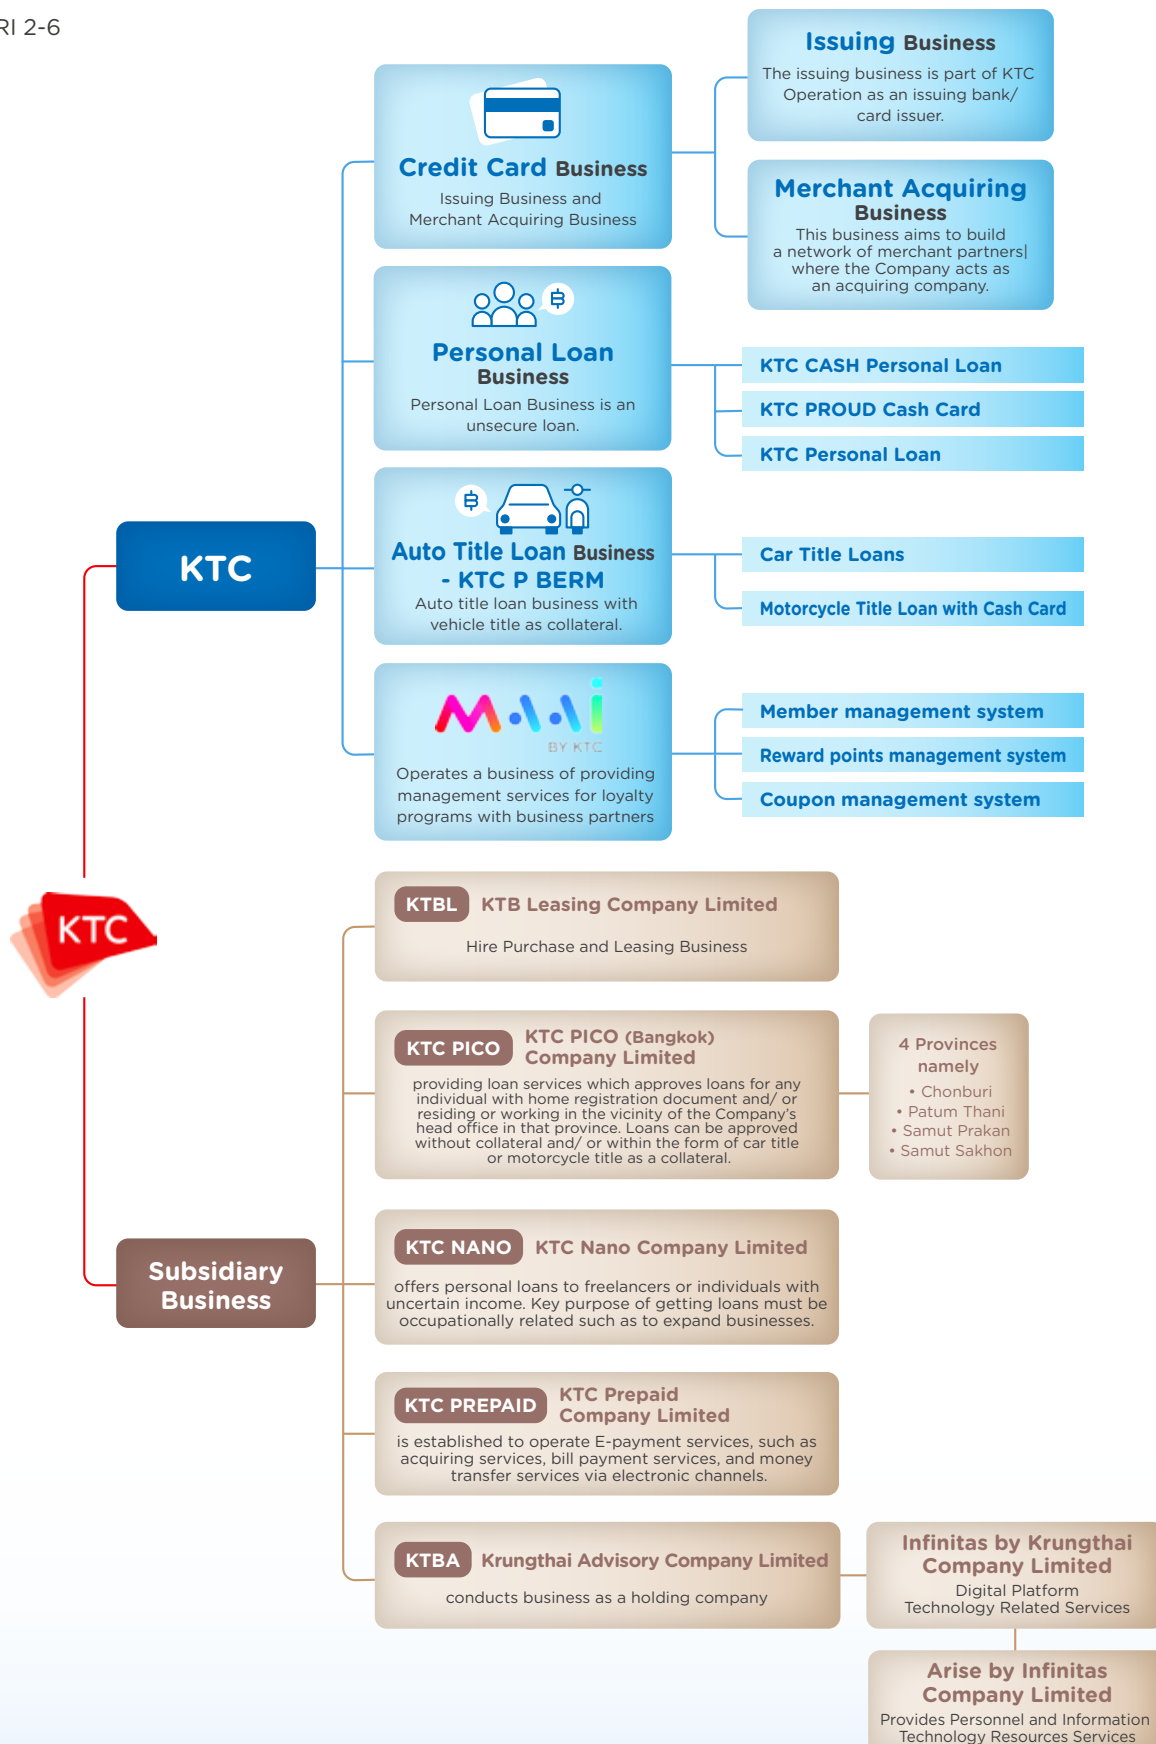 RI 2-6
Issuing Business
The issuing business is part of KTC
Operation as an issuing bank/
card issuer.
Credit Card Business
Issuing Business and
Merchant Acquiring Business
Merchant Acquiring
Business
This business aims to build
a network of merchant partners|
where the Company acts as
an acquiring company.
Personal Loan
Business
Personal Loan Business is an
unsecure loan.
KTC CASH Personal Loan
KTC PROUD Cash Card
KTC Personal Loan
KTC
Auto Title Loan Business
- KTC P BERM
Auto title loan business with
vehicle title as collateral.
Car Title Loans
Motorcycle Title Loan with Cash Card
MAAI
BY KTC
Operates a business of providing
management services for loyalty
programs with business partners
Member management system
Reward points management system
Coupon management system
KTC
KTBL KTB Leasing Company Limited
Hire Purchase and Leasing Business
KTC PICO KTC PICO (Bangkok)
Company Limited
providing loan services which approves loans for any
individual with home registration document and/ or
residing or working in the vicinity of the Company's
head office in that province. Loans can be approved
without collateral and/ or within the form of car title
or motorcycle title as a collateral.
4 Provinces
namely
• Chonburi
• Patum Thani
• Samut Prakan
• Samut Sakhon
Subsidiary
Business
KTC NANO KTC Nano Company Limited
offers personal loans to freelancers or individuals with
uncertain income. Key purpose of getting loans must be
occupationally related such as to expand businesses.
KTC PREPAID KTC Prepaid
Company Limited
is established to operate E-payment services, such as
acquiring services, bill payment services, and money
transfer services via electronic channels.
KTBA Krungthai Advisory Company Limited
conducts business as a holding company
Infinitas by Krungthai
Company Limited
Digital Platform
Technology Related Services
Arise by Infinitas
Company Limited
Provides Personnel and Information
Technology Resources Services